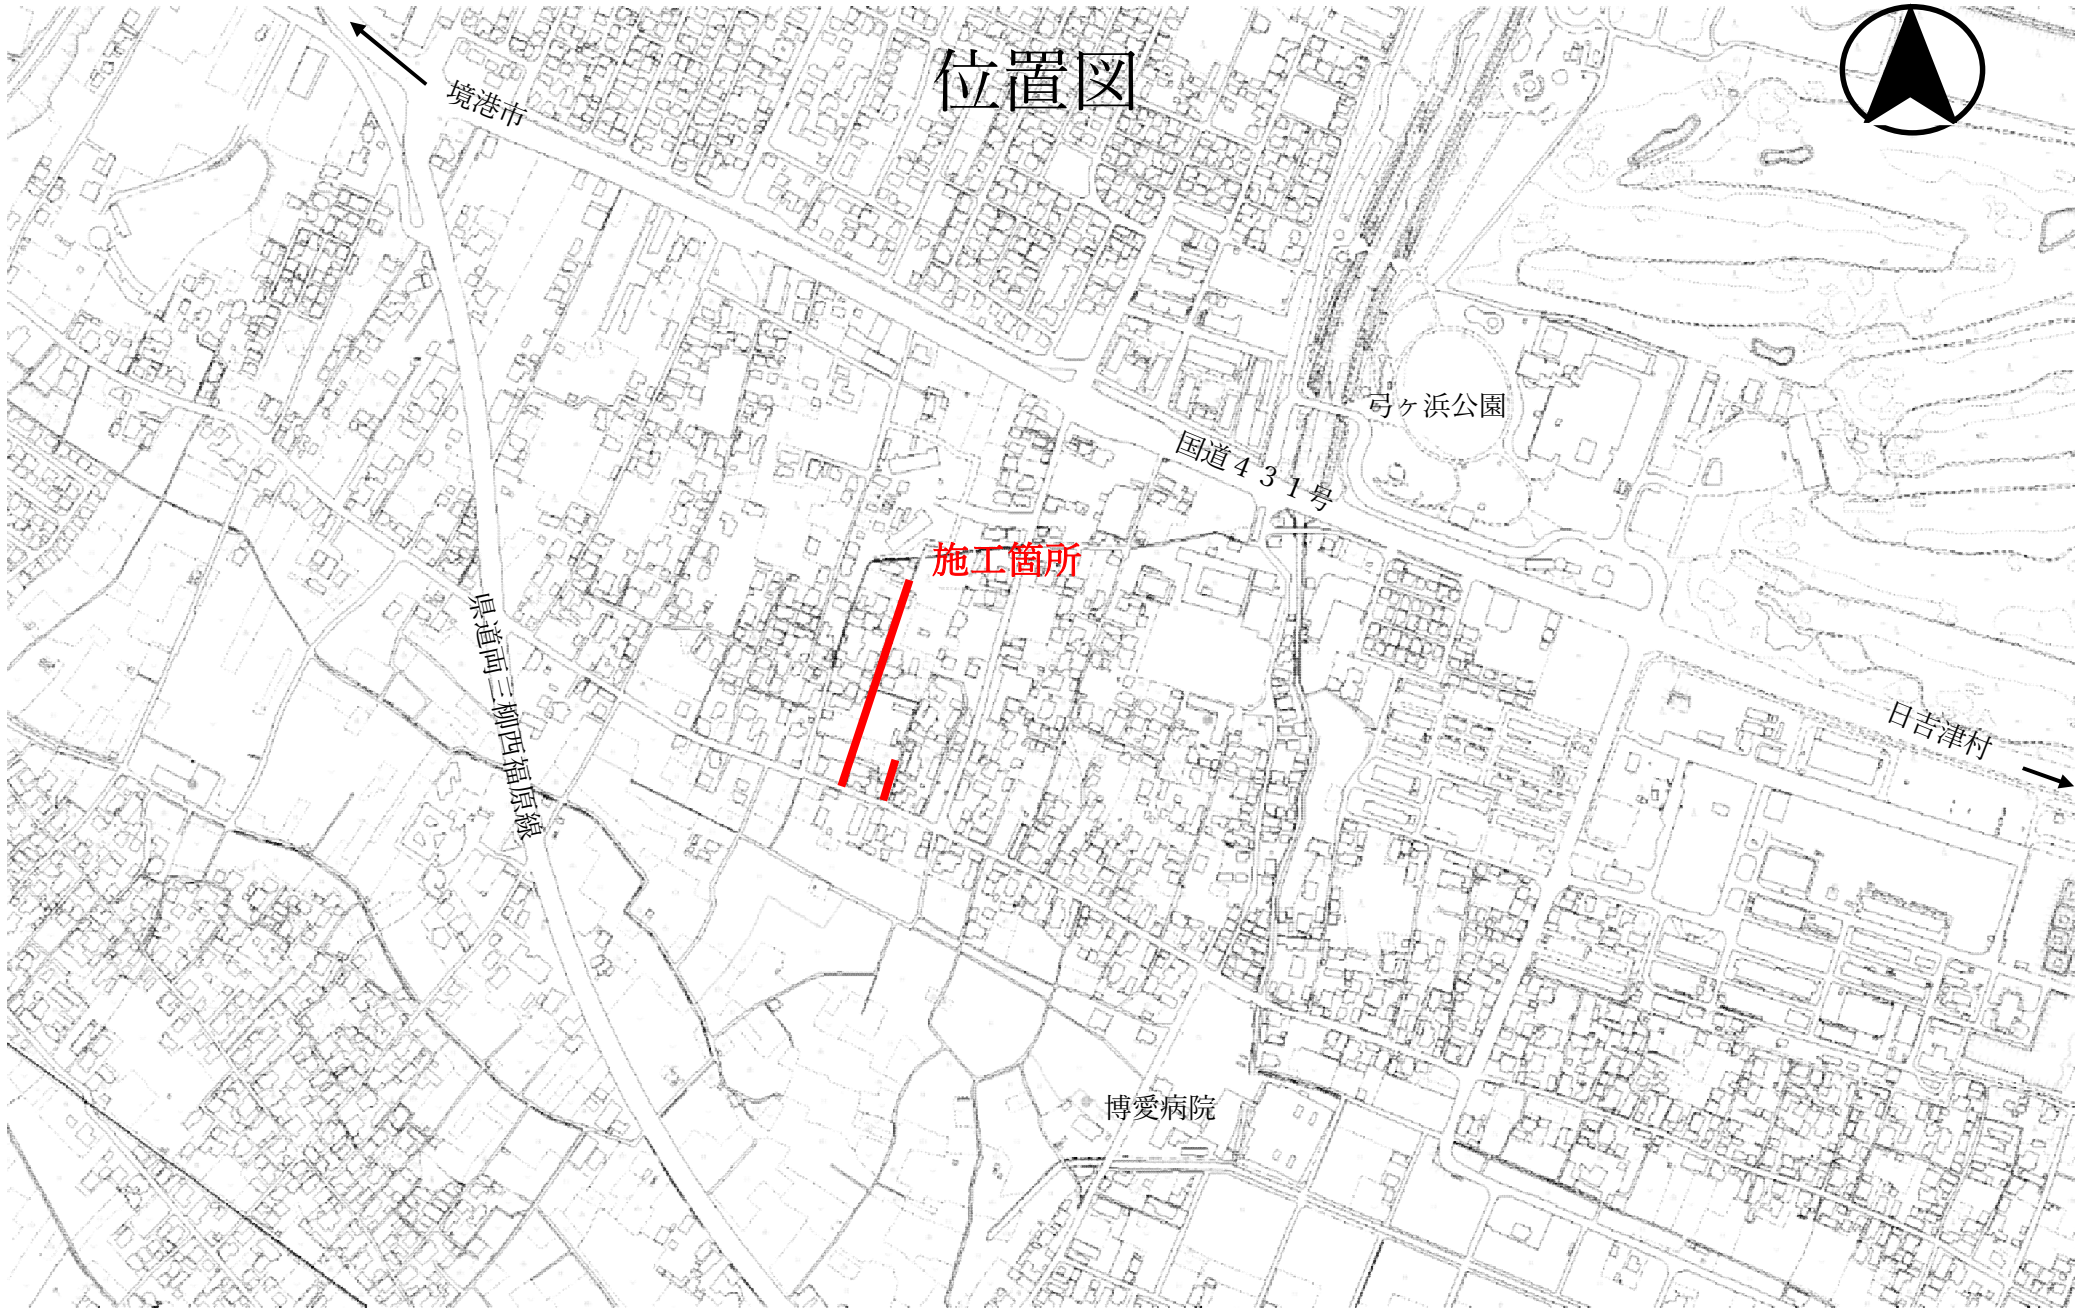 位置図
境港市
弓ヶ浜公園
国道４３１号
施工箇所
県道両三柳西福原線
日吉津村
博愛病院